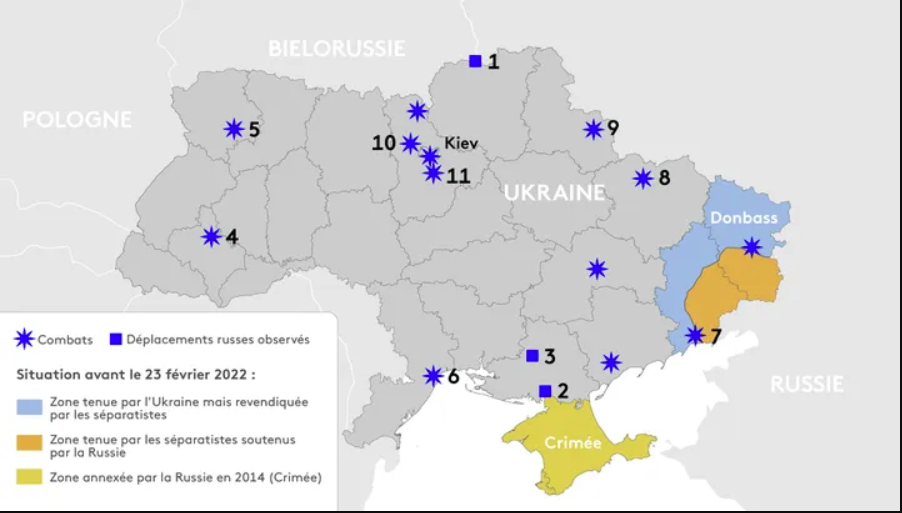 BIELORUSSIE
1
POLOGNE
5
9
10
Kiev
11
8
UKRAINE
Donbass
4
7
3
6
2
RUSSIE
Crimée
Combats
Déplacements russes observés
Situation avant le 23 février 2022 :
Zone tenue par l'Ukraine mais revendiquée
par les séparatistes
Zone tenue par les séparatistes soutenus
par la Russie
Zone annexée par la Russie en 2014 (Crimée)